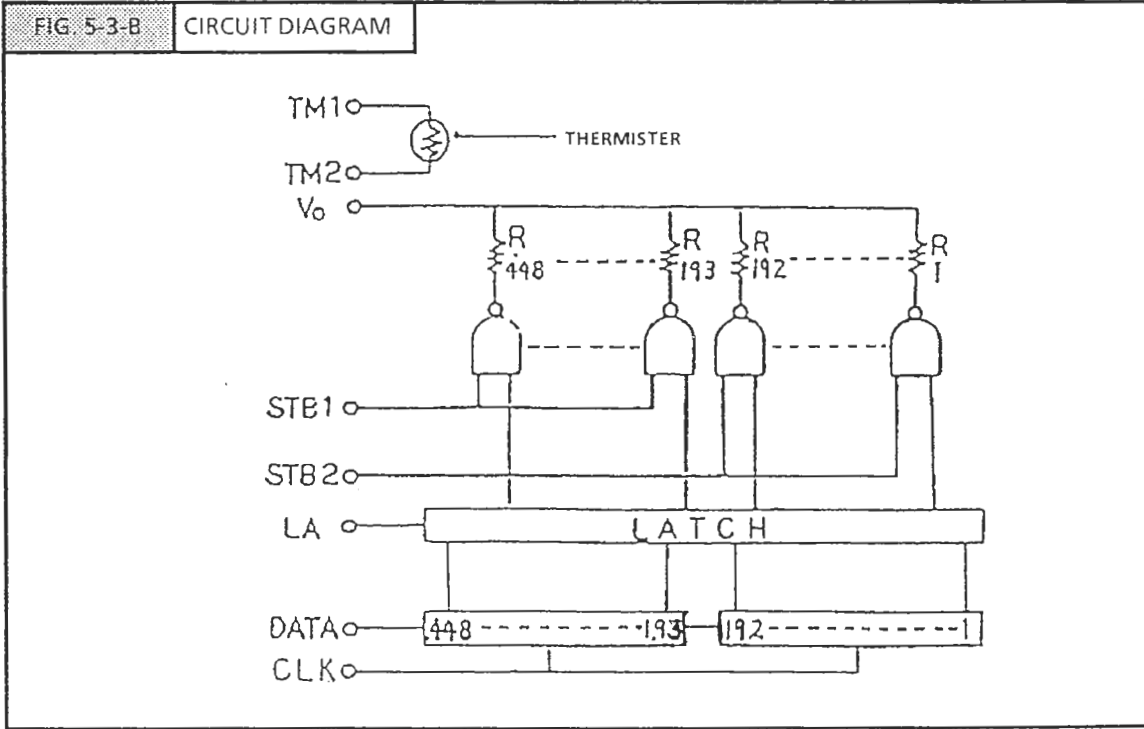 FIG. 5-3-B CIRCUIT DIAGRAM
TM1
THERMISTER
TM2
Vo
R 448 R 193 R 192 R 1
STB1
STB2
LA LATCH
DATA 448 193 192 1
CLK